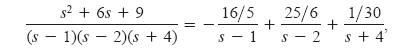 s² + 6s + 9 / (s − 1)(s − 2)(s + 4) = − 16/5 / s − 1 + 25/6 / s − 2 + 1/30 / s + 4'